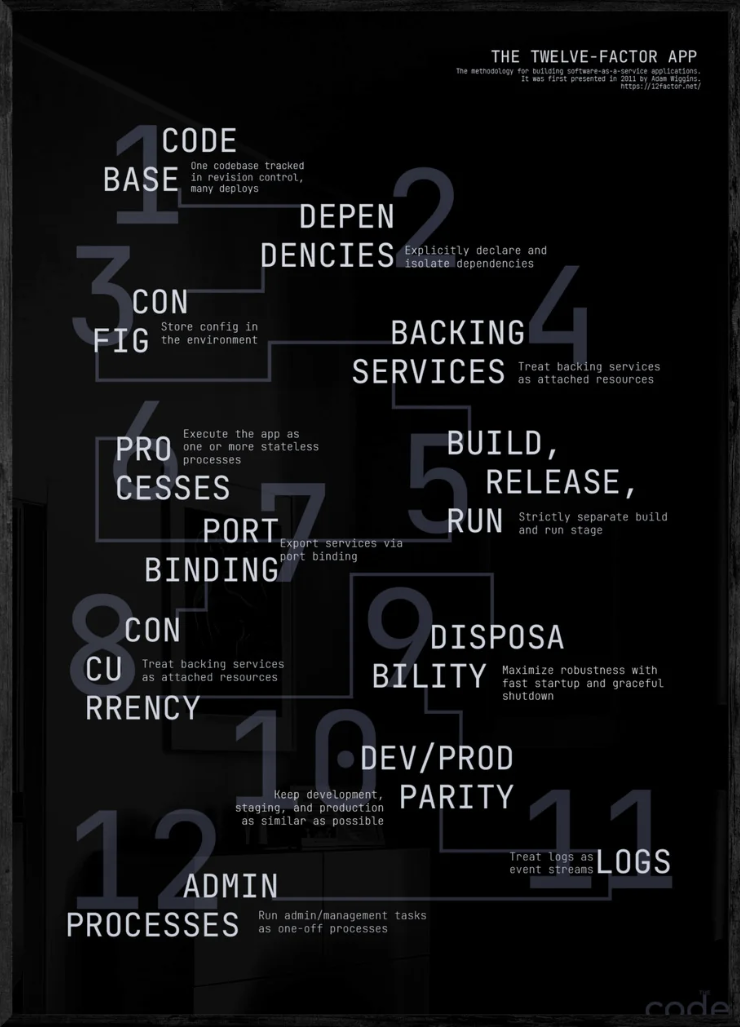 THE TWELVE-FACTOR APP
The methodology for building software-as-a-service applications.
It was first presented in 2011 by Adam Wiggins.
https://12factor.net/
1
CODE
BASE
One codebase tracked
in revision control,
many deploys
2
DEPEN
DENCIES
Explicitly declare and
isolate dependencies
3
CON
FIG
Store config in
the environment
4
BACKING
SERVICES
Treat backing services
as attached resources
5
BUILD,
RELEASE,
RUN
Strictly separate build
and run stage
6
PRO
CESSES
Execute the app as
one or more stateless
processes
7
PORT
BINDING
Export services via
port binding
8
CON
CU
RRENCY
Treat backing services
as attached resources
9
DISPOSA
BILITY
Maximize robustness with
fast startup and graceful
shutdown
10
DEV/PROD
PARITY
Keep development,
staging, and production
as similar as possible
11
LOGS
Treat logs as
event streams
12
ADMIN
PROCESSES
Run admin/management tasks
as one-off processes
code